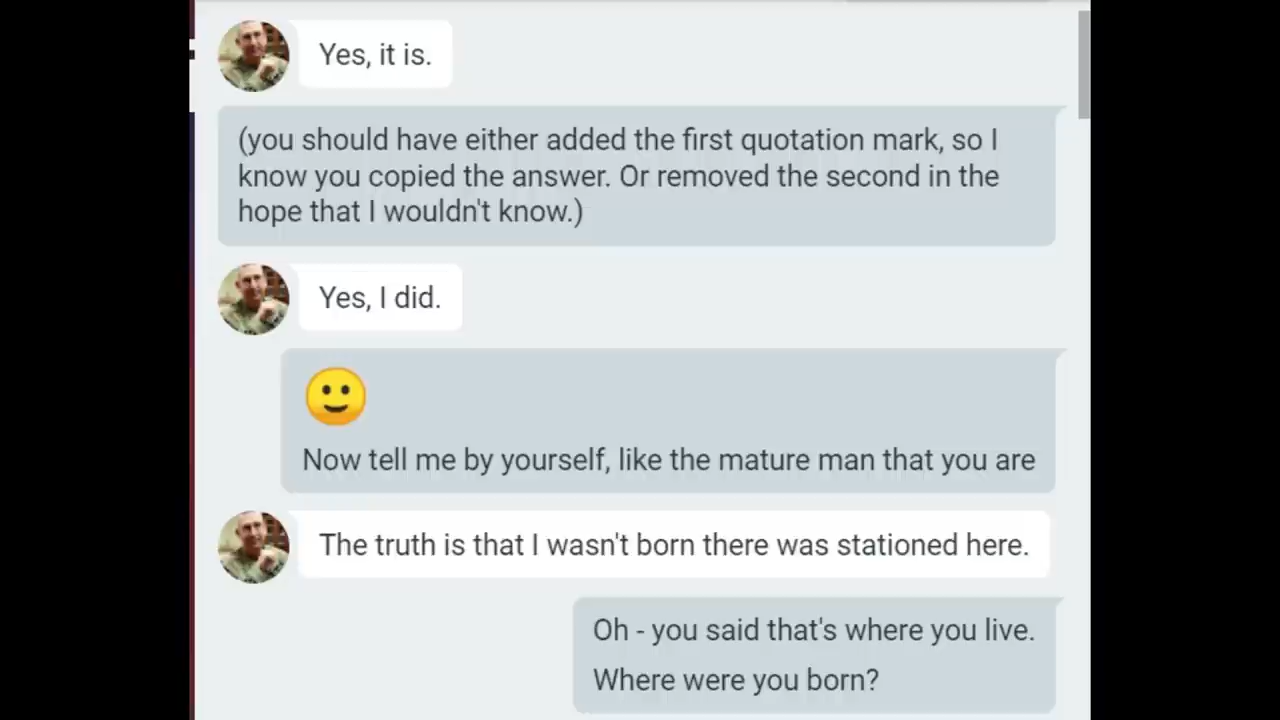 Yes, it is.
(you should have either added the first quotation mark, so I
know you copied the answer. Or removed the second in the
hope that I wouldn't know.)
Yes, I did.
Now tell me by yourself, like the mature man that you are
The truth is that I wasn't born there was stationed here.
Oh - you said that's where you live.
Where were you born?